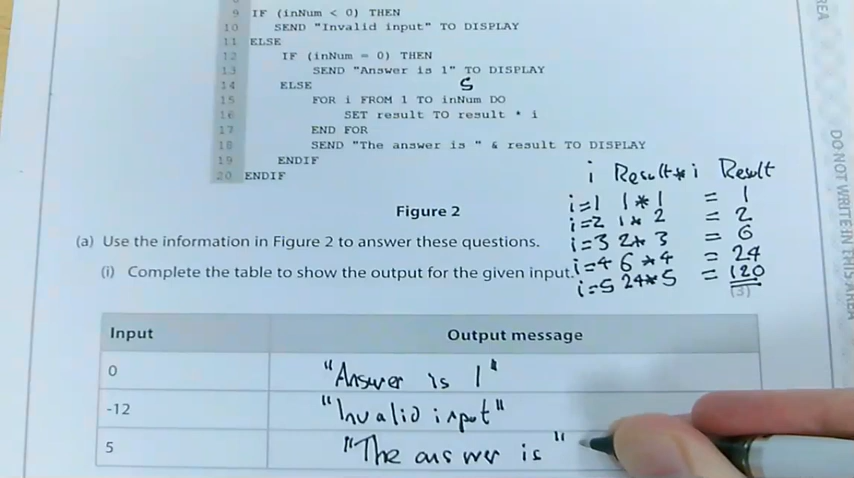 9 IF (inNum < 0) THEN
10 SEND "Invalid input" TO DISPLAY
11 ELSE
12 IF (inNum = 0) THEN
13 SEND "Answer is 1" TO DISPLAY
14 ELSE
5
15 FOR i FROM 1 TO inNum DO
16 SET result TO result * i
17 END FOR
18 SEND "The answer is " & result TO DISPLAY
19 ENDIF
20 ENDIF
i Result*i Result
i=1 1*1 = 1
i=2 1*2 = 2
i=3 2*3 = 6
i=4 6*4 = 24
i=5 24*5 = 120
Figure 2
(a) Use the information in Figure 2 to answer these questions.
(i) Complete the table to show the output for the given input.
(3)
Input Output message
0 "Answer is 1"
-12 "Invalid input"
5 "The answer is"
AREA
DO NOT WRITE IN THIS AREA